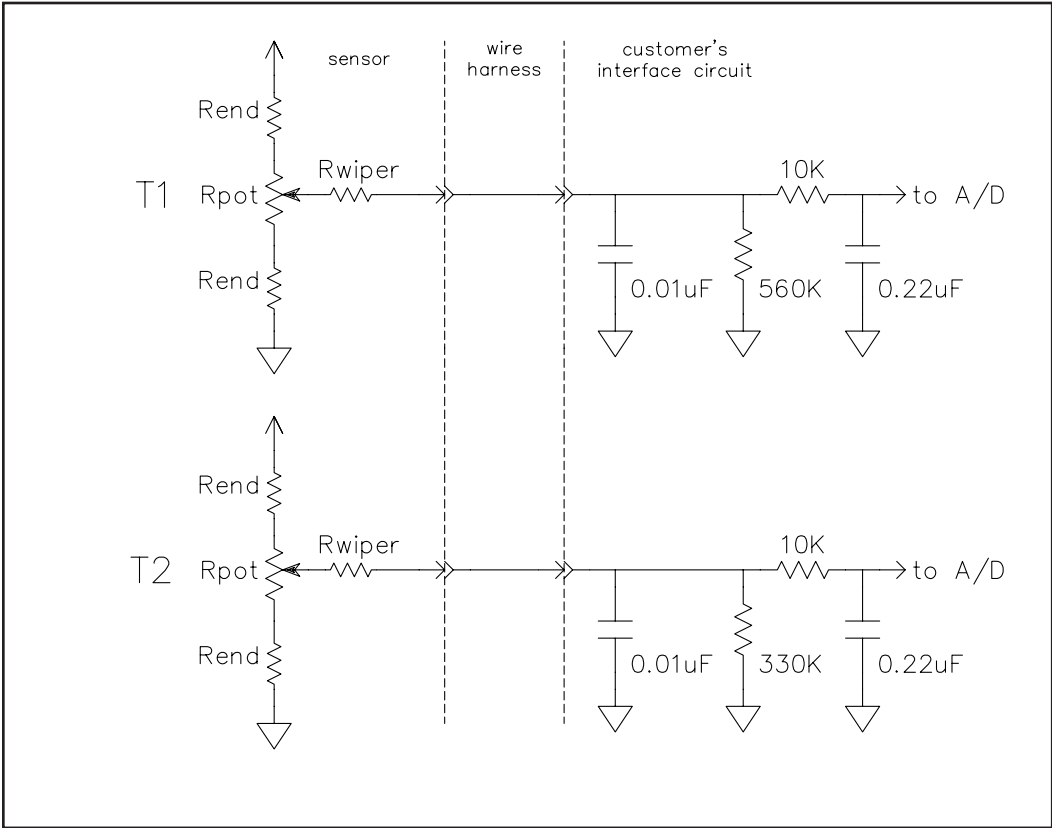 sensor
wire
harness
customer's
interface circuit
Rend
T1
Rpot
Rwiper
10K
to A/D
Rend
0.01uF
560K
0.22uF
Rend
T2
Rpot
Rwiper
10K
to A/D
Rend
0.01uF
330K
0.22uF